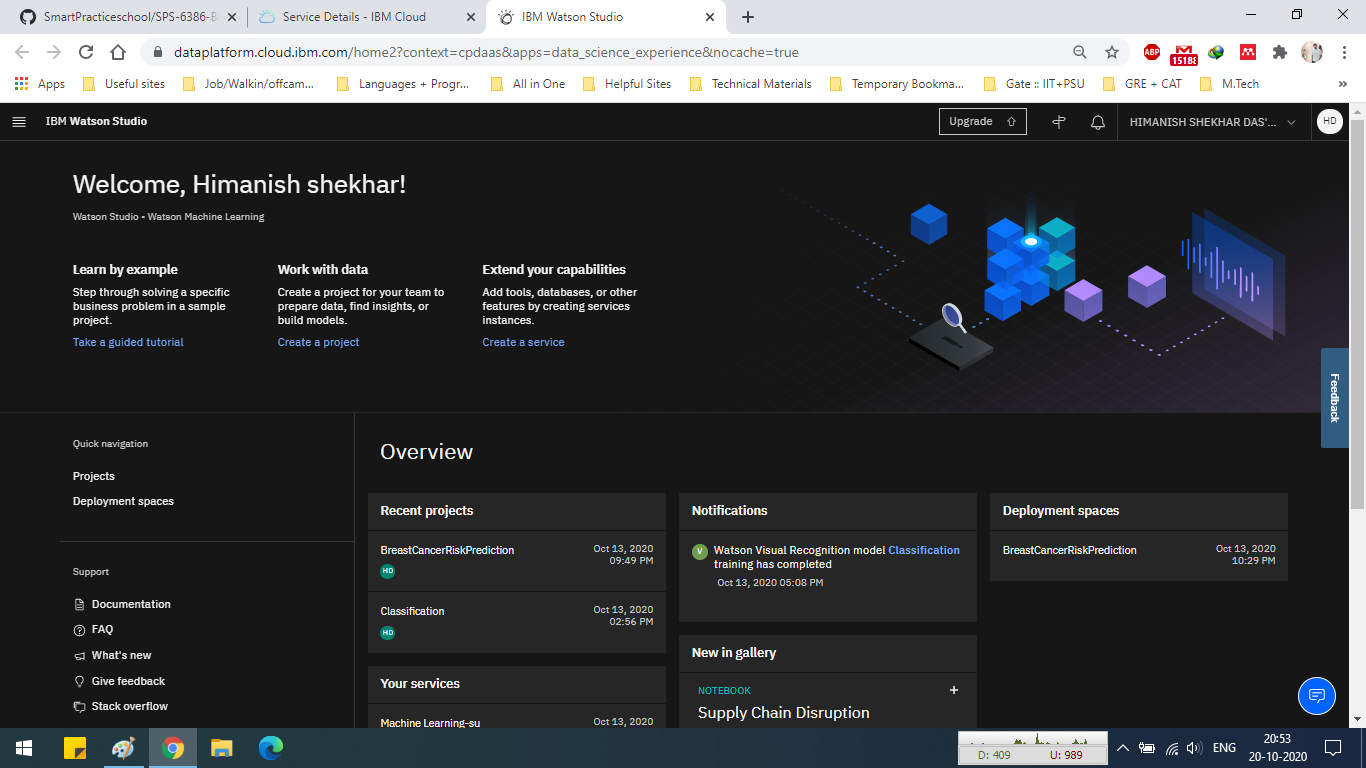 SmartPracticeschool/SPS-6386-B
Service Details - IBM Cloud
IBM Watson Studio
dataplatform.cloud.ibm.com/home2?context=cpdaas&apps=data_science_experience&nocache=true
ABP
15188
Apps
Useful sites
Job/Walkin/offcam...
Languages + Progr...
All in One
Helpful Sites
Technical Materials
Temporary Bookma...
Gate :: IIT+PSU
GRE + CAT
M.Tech
IBM Watson Studio
Upgrade
HIMANISH SHEKHAR DAS'...
HD
Welcome, Himanish shekhar!
Watson Studio • Watson Machine Learning
Learn by example
Step through solving a specific
business problem in a sample
project.
Take a guided tutorial
Work with data
Create a project for your team to
prepare data, find insights, or
build models.
Create a project
Extend your capabilities
Add tools, databases, or other
features by creating services
instances.
Create a service
Feedback
Quick navigation
Projects
Deployment spaces
Support
Documentation
FAQ
What's new
Give feedback
Stack overflow
Overview
Recent projects
BreastCancerRiskPrediction
Oct 13, 2020
09:49 PM
HD
Classification
Oct 13, 2020
02:56 PM
HD
Your services
Machine Learning-su
Oct 13, 2020
Notifications
V
Watson Visual Recognition model Classification
training has completed
Oct 13, 2020 05:08 PM
New in gallery
NOTEBOOK
+
Supply Chain Disruption
Deployment spaces
BreastCancerRiskPrediction
Oct 13, 2020
10:29 PM
D: 409
U: 989
ENG
20:53
20-10-2020